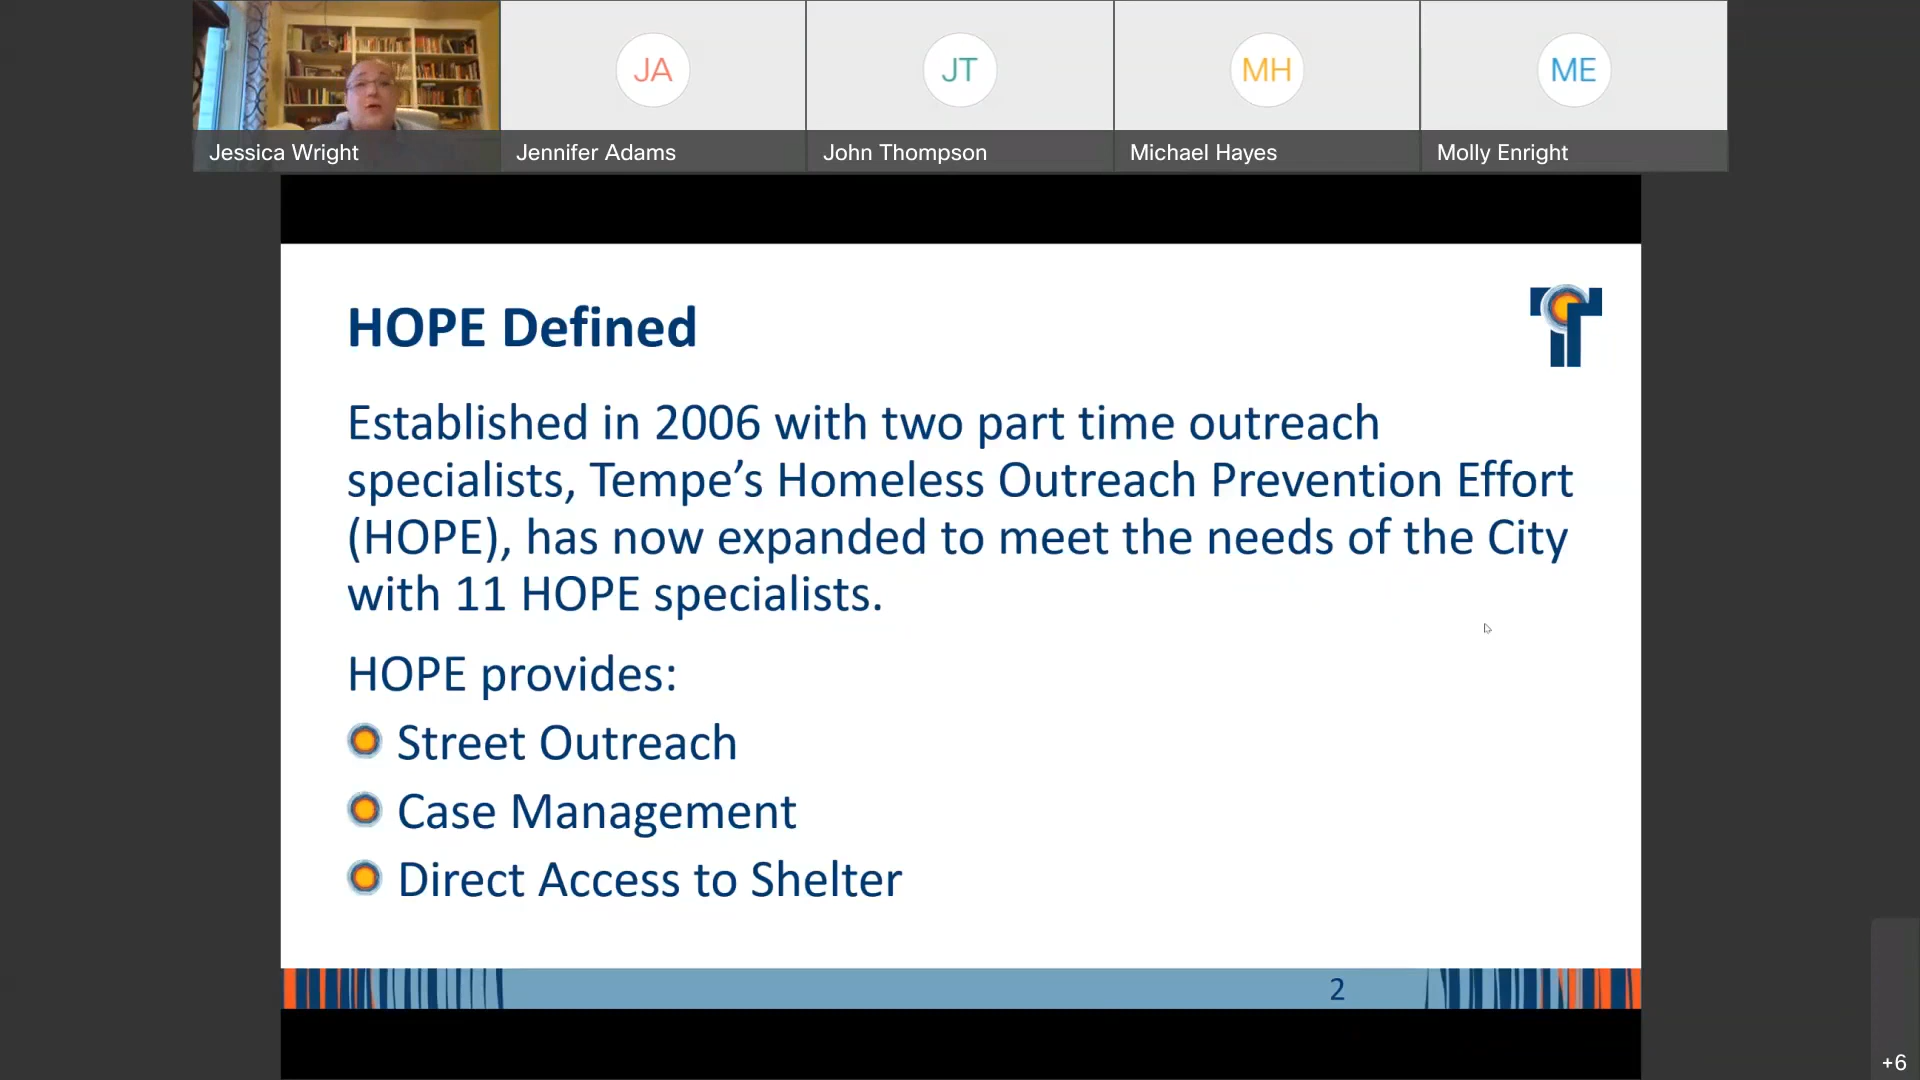 JA
JT
MH
ME
Jessica Wright
Jennifer Adams
John Thompson
Michael Hayes
Molly Enright
HOPE Defined
Established in 2006 with two part time outreach
specialists, Tempe’s Homeless Outreach Prevention Effort
(HOPE), has now expanded to meet the needs of the City
with 11 HOPE specialists.
HOPE provides:
Street Outreach
Case Management
Direct Access to Shelter
2
+6